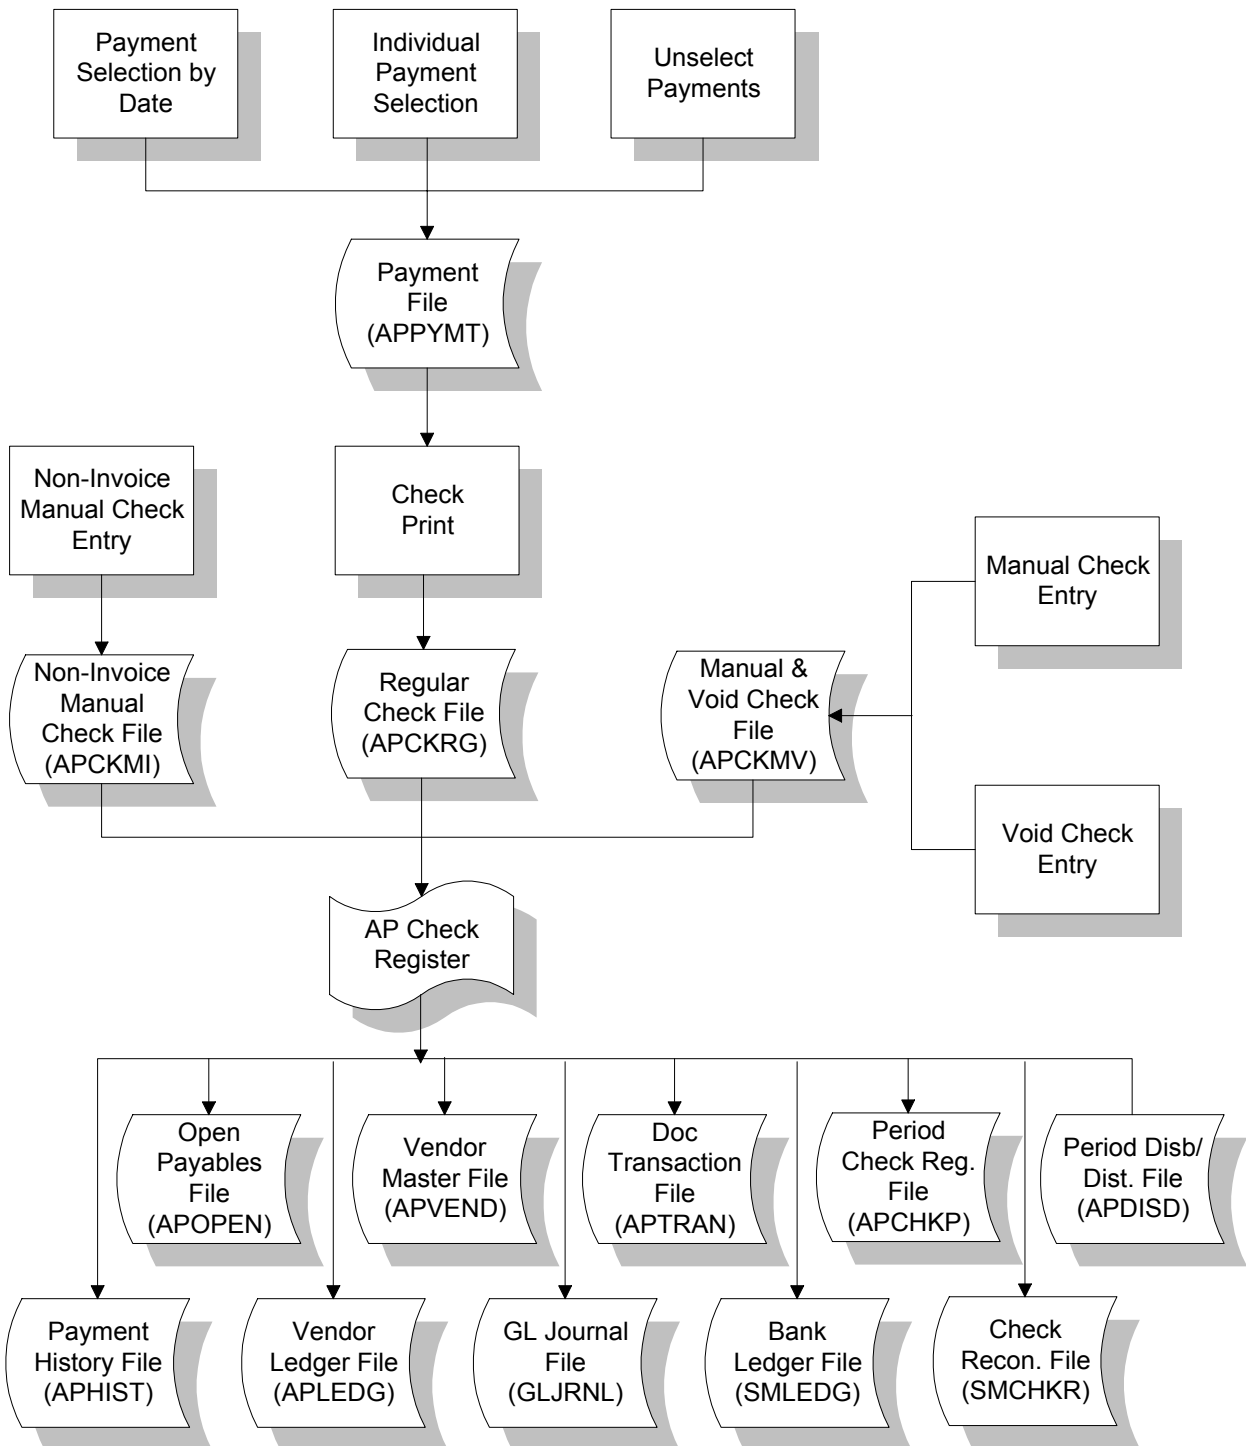 Payment
Selection by
Date
Individual
Payment
Selection
Unselect
Payments
Payment
File
(APPYMT)
Non-Invoice
Manual Check
Entry
Check
Print
Manual Check
Entry
Non-Invoice
Manual
Check File
(APCKMI)
Regular
Check File
(APCKRG)
Manual &
Void Check
File
(APCKMV)
Void Check
Entry
AP Check
Register
Open
Payables
File
(APOPEN)
Vendor
Master File
(APVEND)
Doc
Transaction
File
(APTRAN)
Period
Check Reg.
File
(APCHKP)
Period Disb/
Dist. File
(APDISD)
Payment
History File
(APHIST)
Vendor
Ledger File
(APLEDG)
GL Journal
File
(GLJRNL)
Bank
Ledger File
(SMLEDG)
Check
Recon. File
(SMCHKR)